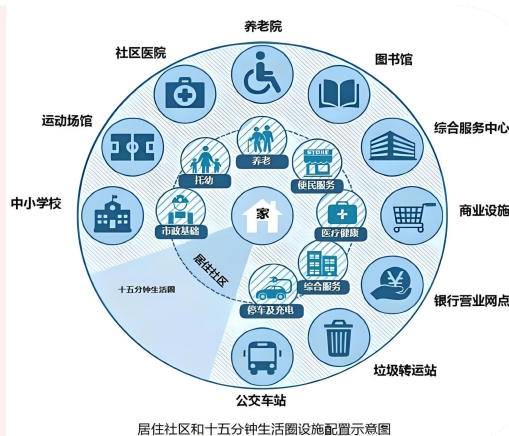 养老院
社区医院
图书馆
运动场馆
综合服务中心
中小学校
商业设施
银行营业网点
垃圾转运站
公交车站
养老
托幼
便民服务
STORE
市政基础
家
医疗健康
综合服务
停车及充电
居住社区
十五分钟生活圈
居住社区和十五分钟生活圈设施配置示意图